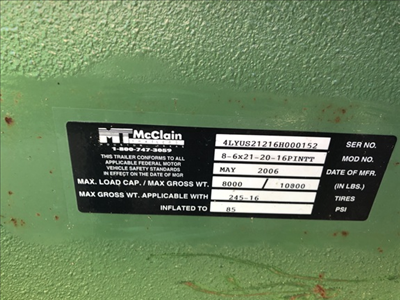 MT McClain
1-800-747-3059
THIS TRAILER CONFORMS TO ALL
APPLICABLE FEDERAL MOTOR
VEHICLE SAFETY STANDARDS
IN EFFECT ON THE DATE OF MGR
4LYUS21216H000152 SER NO.
8-6x21-20-16PINTT MOD NO.
MAY 2006 DATE OF MFR.
MAX. LOAD CAP. / MAX GROSS WT. 8000 / 10800 (IN LBS.)
MAX GROSS WT. APPLICABLE WITH 245-16 TIRES
INFLATED TO 85 PSI